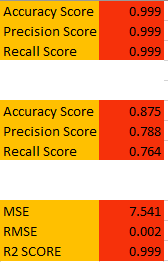 Accuracy Score 0.999
Precision Score 0.999
Recall Score 0.999
Accuracy Score 0.875
Precision Score 0.788
Recall Score 0.764
MSE 7.541
RMSE 0.002
R2 SCORE 0.999